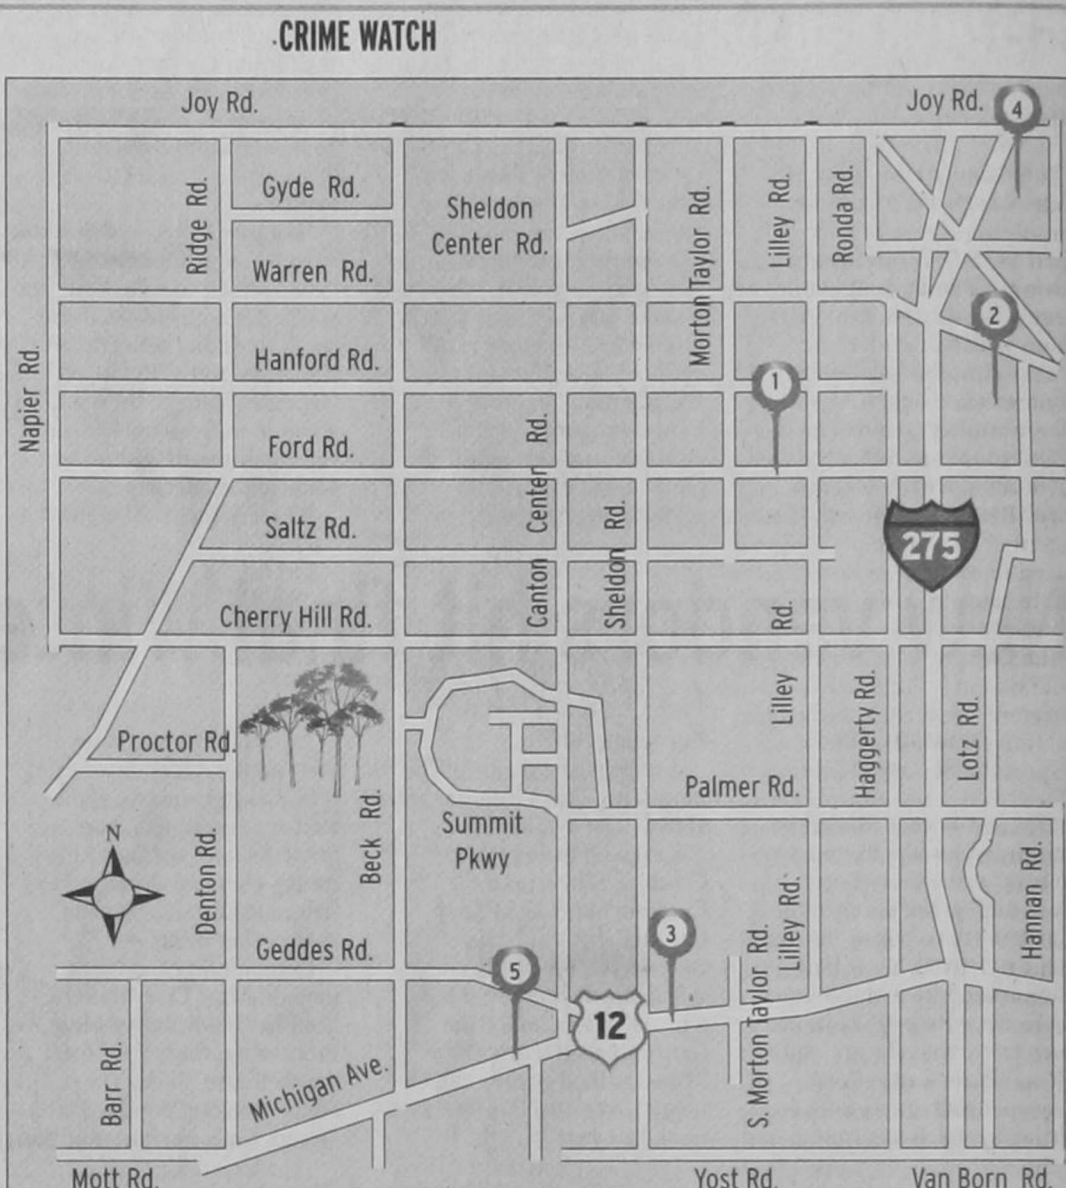 CRIME WATCH
Joy Rd.
Joy Rd.
4
Gyde Rd.
Ridge Rd.
Sheldon
Center Rd.
Morton Taylor Rd.
Lilley Rd.
Ronda Rd.
Warren Rd.
2
Hanford Rd.
Napier Rd.
1
Ford Rd.
Canton Center Rd.
Saltz Rd.
Sheldon Rd.
275
Cherry Hill Rd.
Lilley Rd.
Haggerty Rd.
Lotz Rd.
Proctor Rd.
Palmer Rd.
Summit
Pkwy
N
Denton Rd.
Beck Rd.
Hannan Rd.
Lilley Rd.
3
Geddes Rd.
5
12
S. Morton Taylor Rd.
Barr Rd.
Michigan Ave.
Mott Rd.
Yost Rd.
Van Born Rd.